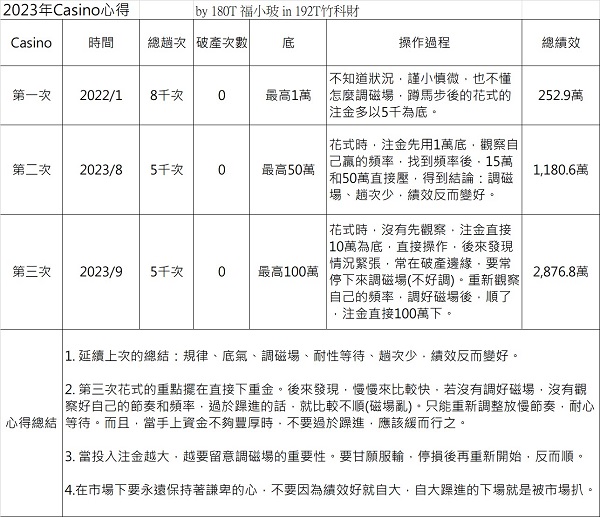 2023年Casino心得 by 180T 福小玻 in 192T竹科財
Casino 時間 總趟次 破產次數 底 操作過程 總績效
第一次 2022/1 8千次 0 最高1萬
不知道狀況，謹小慎微，也不懂
怎麼調磁場，蹲馬步後的花式的
注金多以5千為底。
252.9萬
第二次 2023/8 5千次 0 最高50萬
花式時，注金先用1萬底，觀察自
己贏的頻率，找到頻率後，15萬
和50萬直接壓，得到結論：調磁
場、趟次少，績效反而變好。
1,180.6萬
第三次 2023/9 5千次 0 最高100萬
花式時，沒有先觀察，注金直接
10萬為底，直接操作，後來發現
情況緊張，常在破產邊緣，要常
停下來調磁場(不好調)。重新觀察
自己的頻率，調好磁場後，順了
，注金直接100萬下。
2,876.8萬
心得總結
1. 延續上次的總結：規律、底氣、調磁場、耐性等待、趟次少，績效反而變好。
2. 第三次花式的重點擺在直接下重金。後來發現，慢慢來比較快，若沒有調好磁場，沒有觀
察好自己的節奏和頻率，過於躁進的話，就比較不順(磁場亂)。只能重新調整放慢節奏，耐心
等待。而且，當手上資金不夠豐厚時，不要過於躁進，應該緩而行之。
3. 當投入注金越大，越要留意調磁場的重要性。要甘願服輸，停損後再重新開始，反而順。
4.在市場下要永遠保持著謙卑的心，不要因為績效好就自大，自大躁進的下場就是被市場扒。